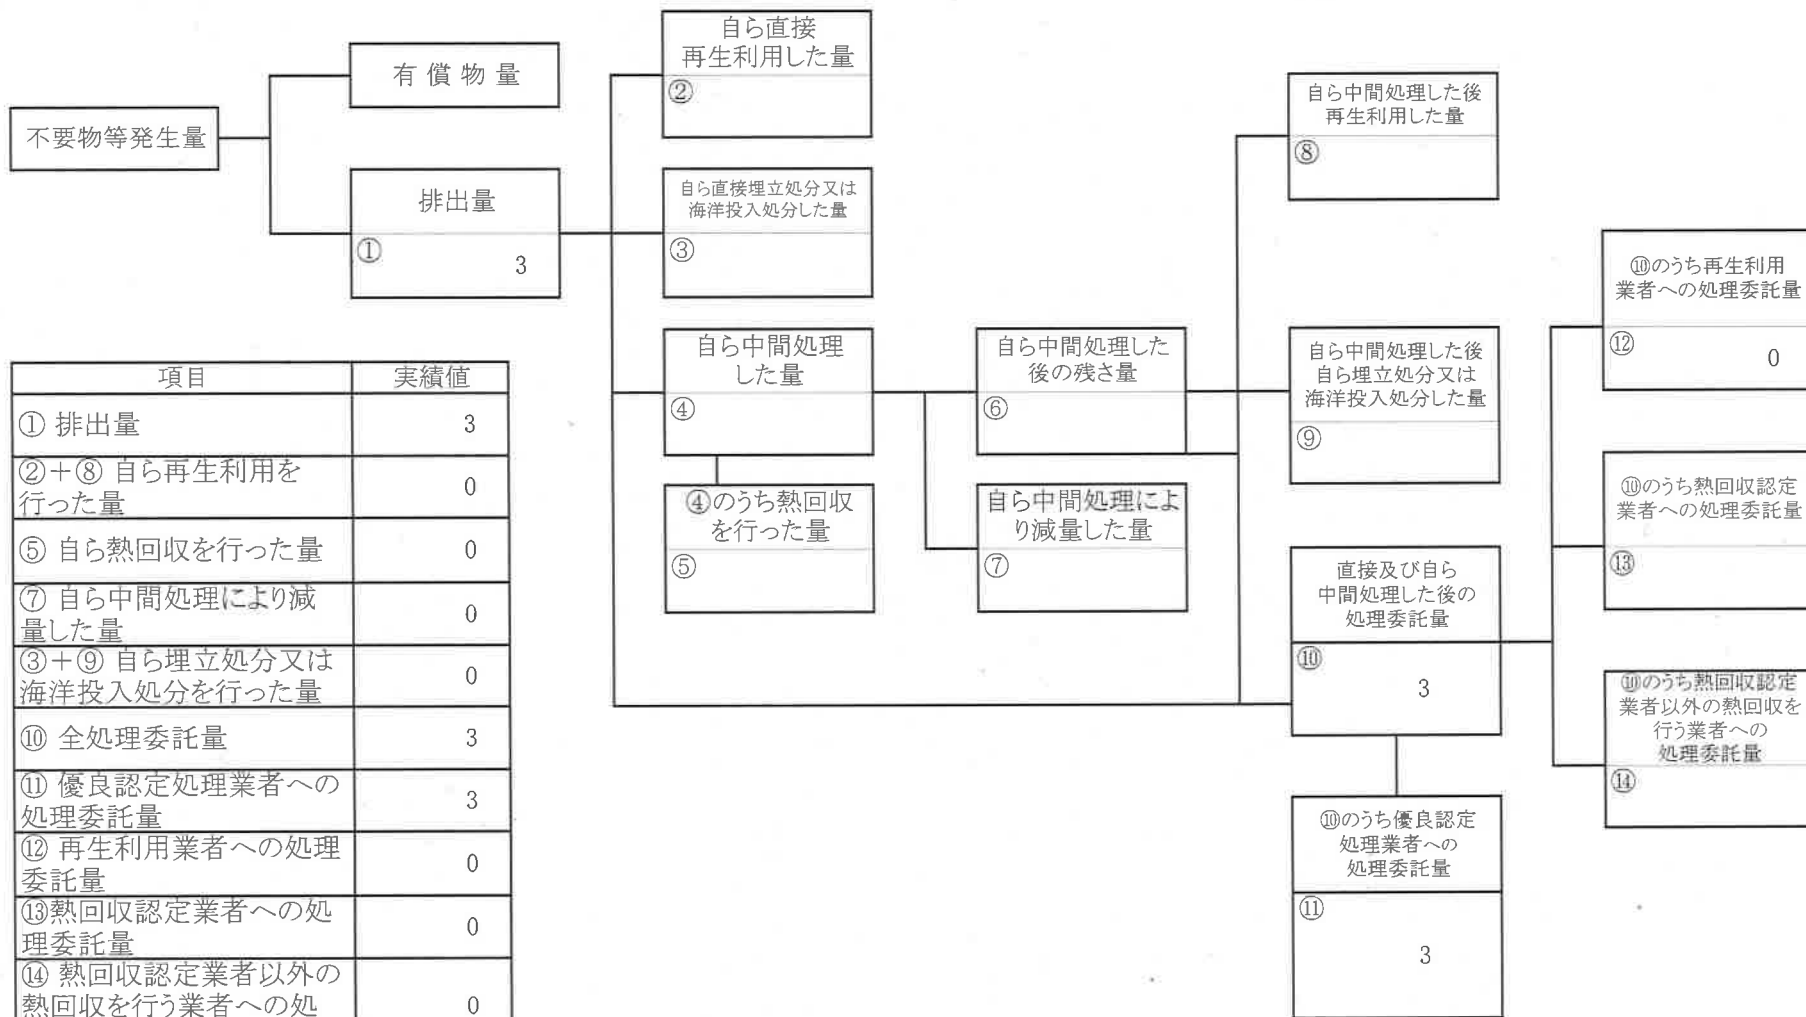 不要物等発生量
有償物量
排出量
①
3
自ら直接
再生利用した量
②
自ら直接埋立処分又は
海洋投入処分した量
③
自ら中間処理
した量
④
④のうち熱回収
を行った量
⑤
自ら中間処理した
後の残さ量
⑥
自ら中間処理によ
り減量した量
⑦
自ら中間処理した後
再生利用した量
⑧
自ら中間処理した後
自ら埋立処分又は
海洋投入処分した量
⑨
直接及び自ら
中間処理した後の
処理委託量
⑩
3
⑩のうち優良認定
処理業者への
処理委託量
⑪
3
⑩のうち再生利用
業者への処理委託量
⑫
0
⑩のうち熱回収認定
業者への処理委託量
⑬
⑩のうち熱回収認定
業者以外の熱回収を
行う業者への
処理委託量
⑭
項目 実績値
① 排出量 3
②+⑧ 自ら再生利用を
行った量 0
⑤ 自ら熱回収を行った量 0
⑦ 自ら中間処理により減
量した量 0
③+⑨ 自ら埋立処分又は
海洋投入処分を行った量 0
⑩ 全処理委託量 3
⑪ 優良認定処理業者への
処理委託量 3
⑫ 再生利用業者への処理
委託量 0
⑬熱回収認定業者への処
理委託量 0
⑭ 熱回収認定業者以外の
熱回収を行う業者への処 0